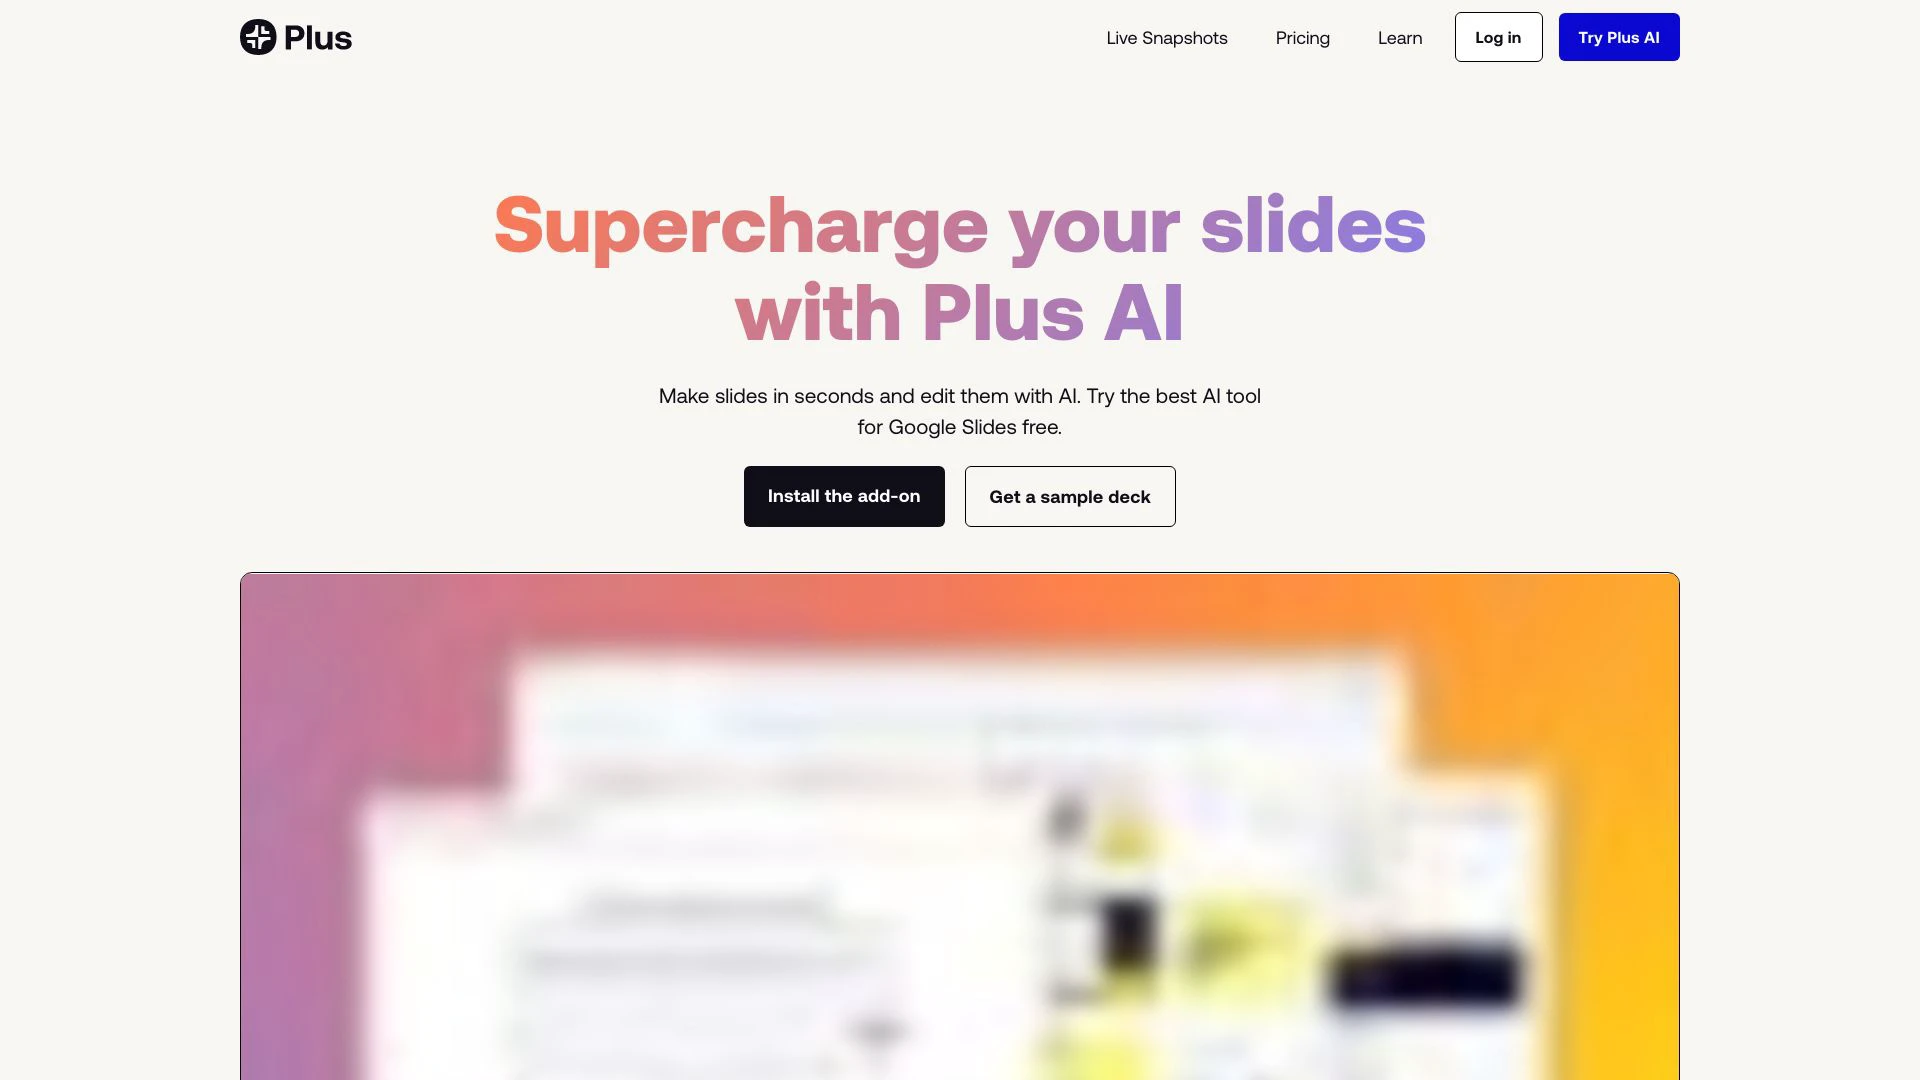 Plus
Live Snapshots
Pricing
Learn
Log in
Try Plus AI
Supercharge your slides
with Plus AI
Make slides in seconds and edit them with AI. Try the best AI tool
for Google Slides free.
Install the add-on
Get a sample deck